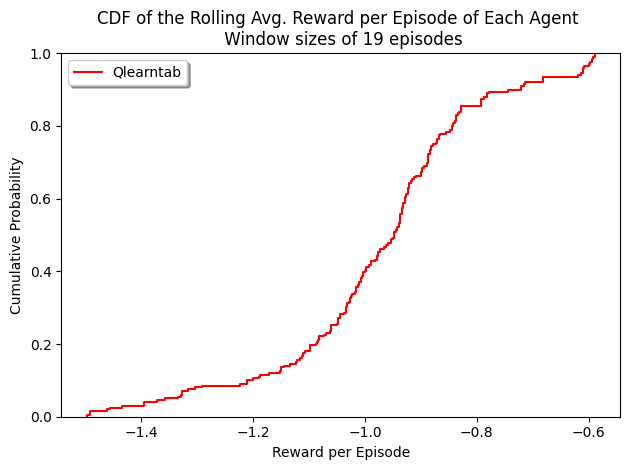 CDF of the Rolling Avg. Reward per Episode of Each Agent
Window sizes of 19 episodes
Qlearntab
1.0
0.8
0.6
0.4
0.2
0.0
Cumulative Probability
−1.4
−1.2
−1.0
−0.8
−0.6
Reward per Episode